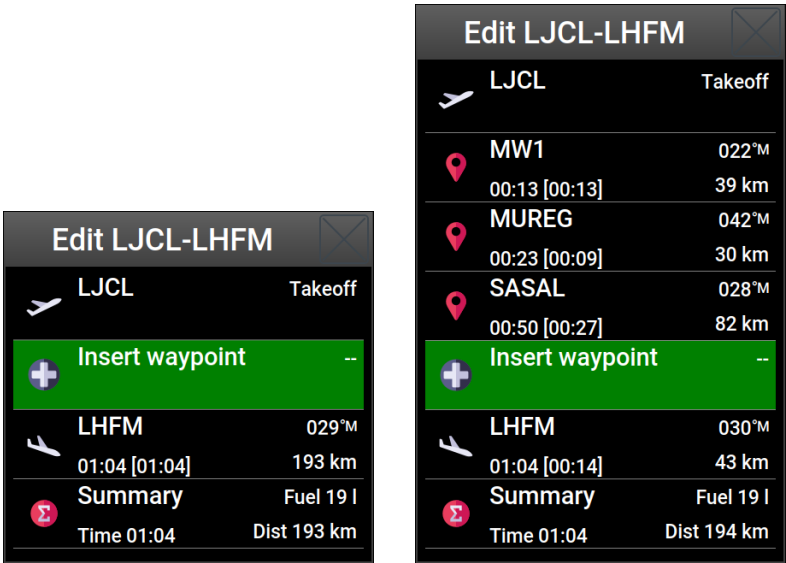 Edit LJCL-LHFM
LJCL Takeoff
Insert waypoint --
LHFM 029°M
01:04 [01:04] 193 km
Summary Fuel 19 l
Time 01:04 Dist 193 km
Edit LJCL-LHFM
LJCL Takeoff
MW1 022°M
00:13 [00:13] 39 km
MUREG 042°M
00:23 [00:09] 30 km
SASAL 028°M
00:50 [00:27] 82 km
Insert waypoint --
LHFM 030°M
01:04 [00:14] 43 km
Summary Fuel 19 l
Time 01:04 Dist 194 km